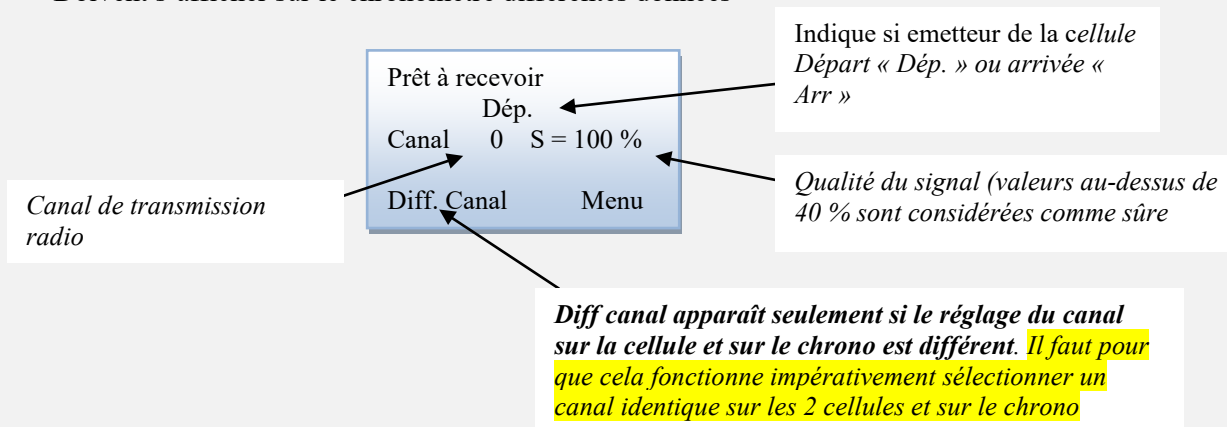 Indique si emetteur de la cellule
Départ « Dép. » ou arrivée «
Arr »
Prêt à recevoir
Dép.
Canal 0 S = 100 %
Diff. Canal Menu
Qualité du signal (valeurs au-dessus de
40 % sont considérées comme sûre
Canal de transmission
radio
Diff canal apparaît seulement si le réglage du canal
sur la cellule et sur le chrono est différent. Il faut pour
que cela fonctionne impérativement sélectionner un
canal identique sur les 2 cellules et sur le chrono